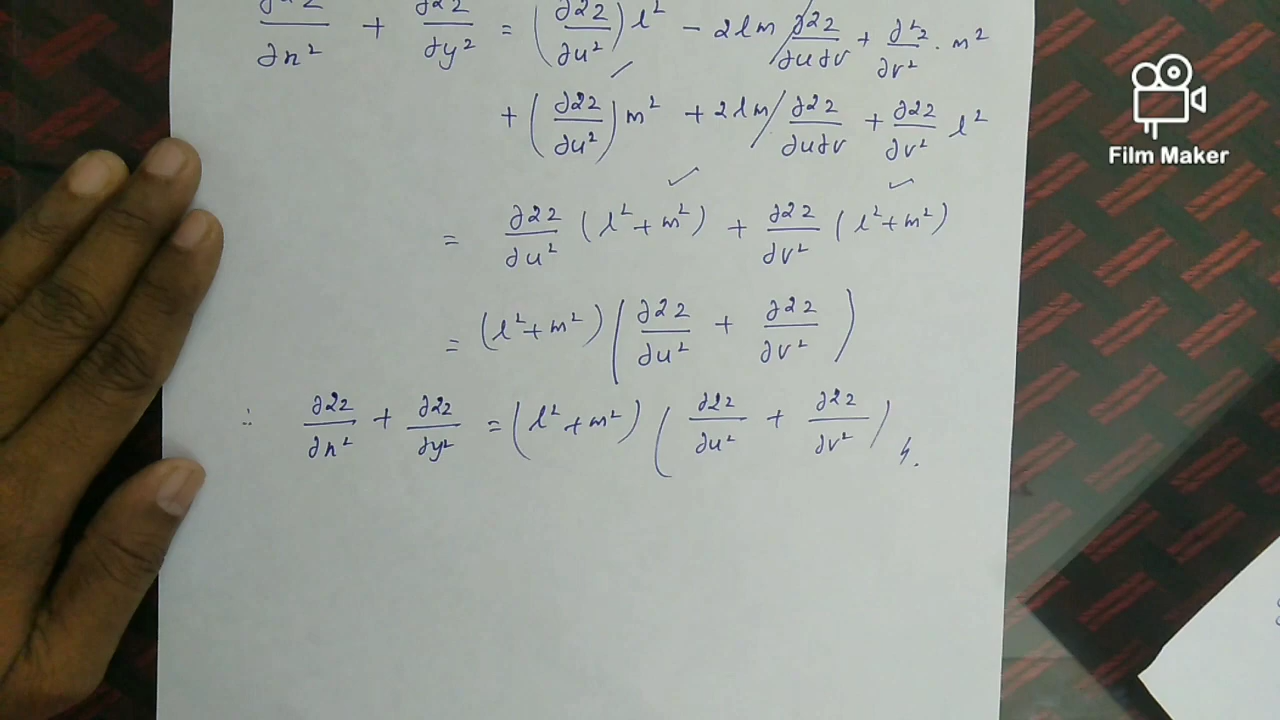 ∂²z/∂x² + ∂²z/∂y² = (∂²z/∂u²) l² - 2lm ∂²z/∂u∂v + ∂²z/∂v² · m²
+ (∂²z/∂u²) m² + 2lm ∂²z/∂u∂v + ∂²z/∂v² l²
= ∂²z/∂u² (l² + m²) + ∂²z/∂v² (l² + m²)
= (l² + m²) (∂²z/∂u² + ∂²z/∂v²)
∴ ∂²z/∂x² + ∂²z/∂y² = (l² + m²) (∂²z/∂u² + ∂²z/∂v²)
Film Maker